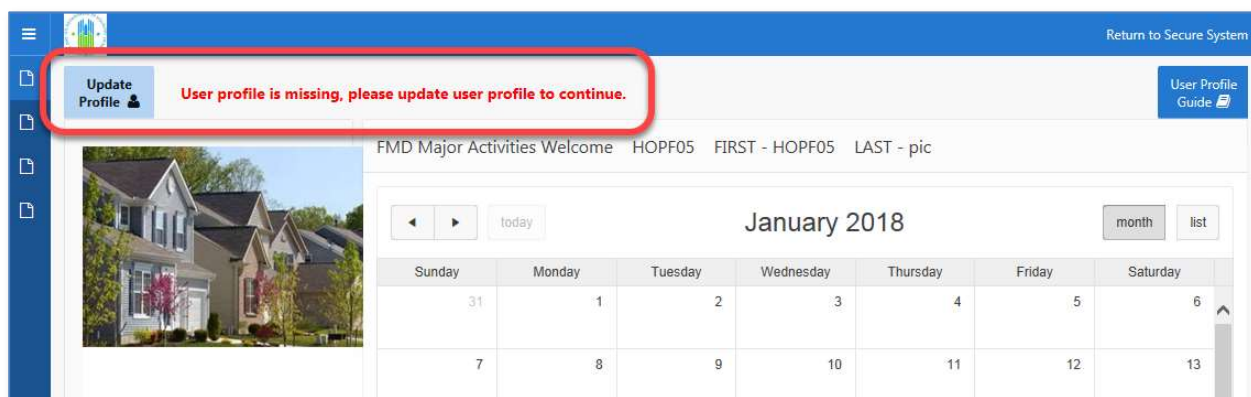 Return to Secure System
Update
Profile
User profile is missing, please update user profile to continue.
User Profile
Guide
FMD Major Activities Welcome HOPF05 FIRST - HOPF05 LAST - pic
today
January 2018
month
list
Sunday Monday Tuesday Wednesday Thursday Friday Saturday
31 1 2 3 4 5 6
7 8 9 10 11 12 13